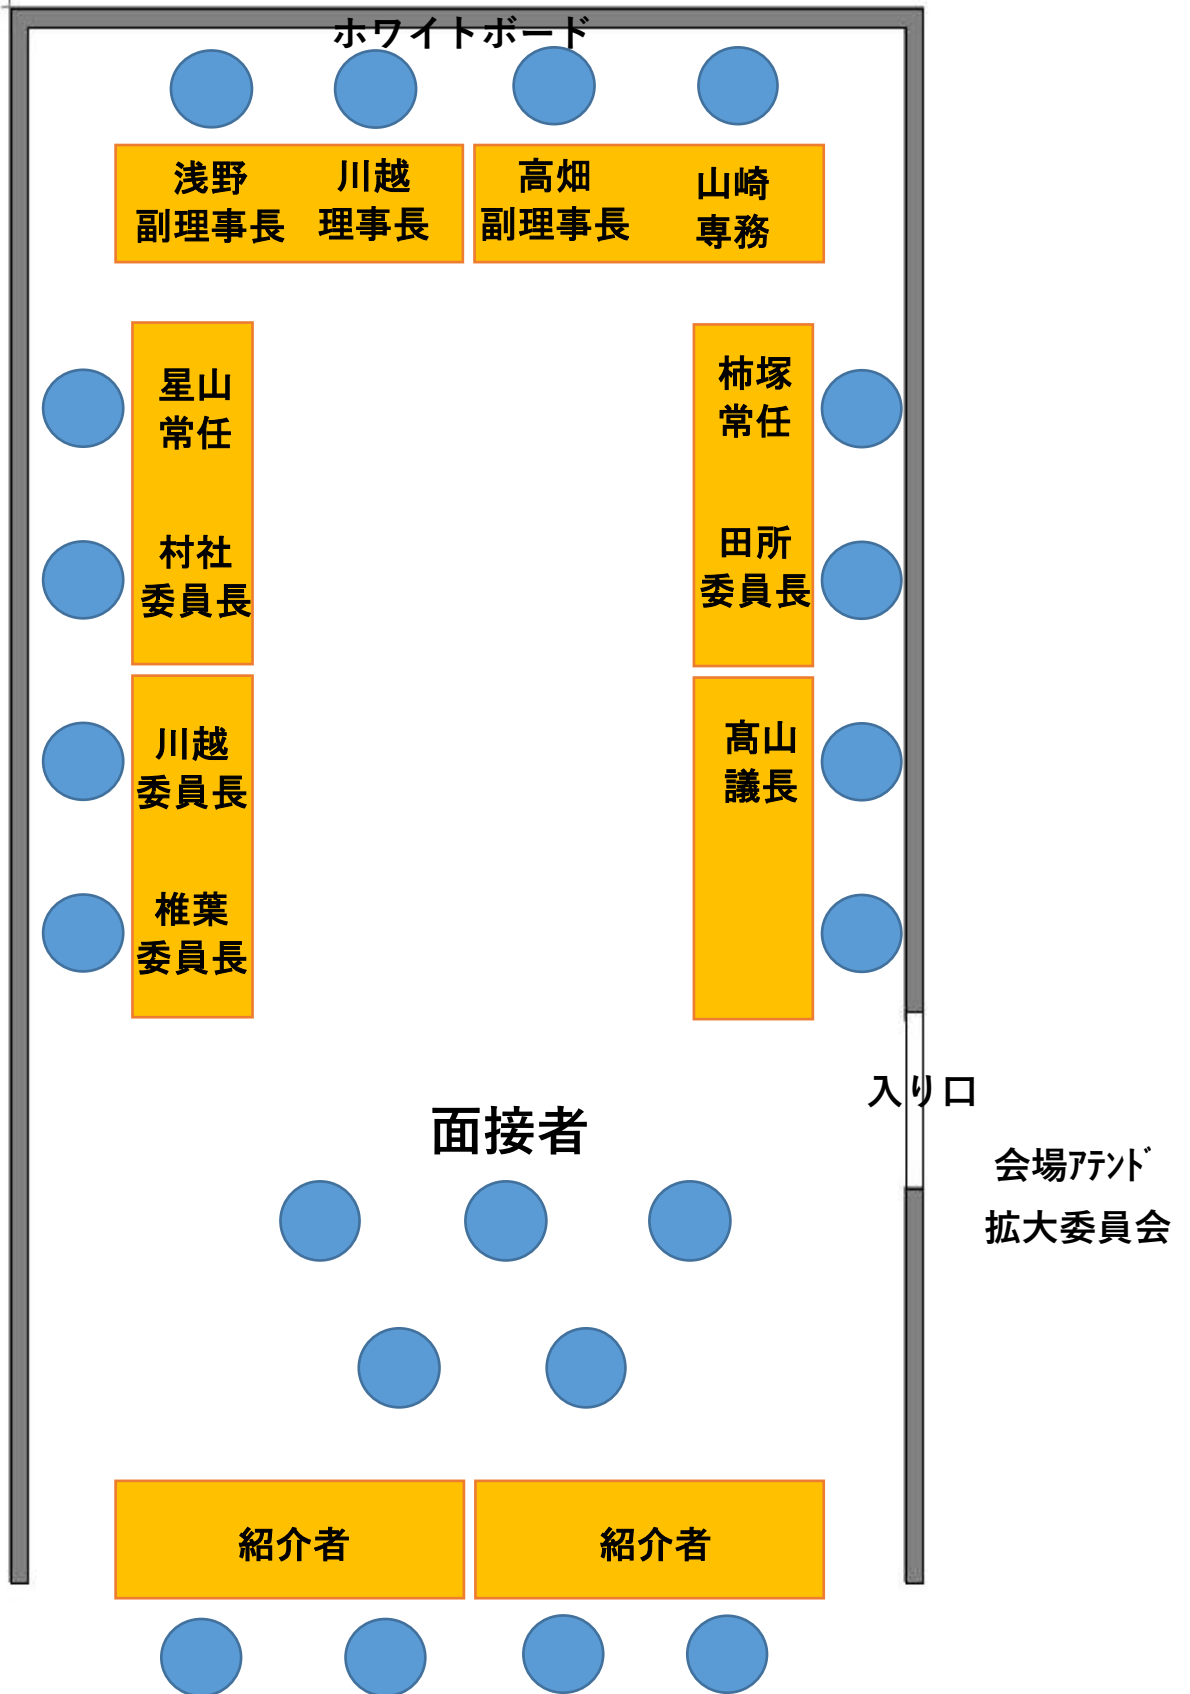 ホワイトボード
浅野
副理事長
川越
理事長
高畑
副理事長
山崎
専務
星山
常任
村社
委員長
川越
委員長
椎葉
委員長
柿塚
常任
田所
委員長
髙山
議長
入り口
会場ｱﾃﾝﾄﾞ
拡大委員会
面接者
紹介者
紹介者